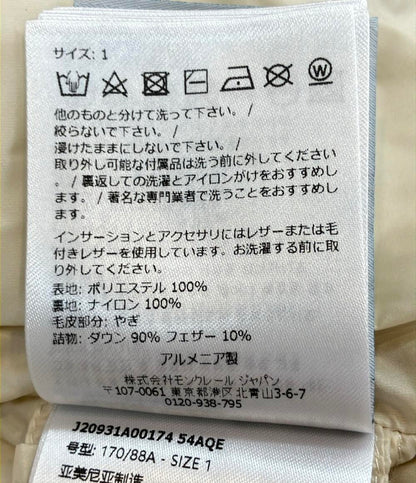 サイズ: 1
W
他のものと分けて洗って下さい。 /
絞らないで下さい。 /
浸けたままにしないで下さい。 /
取り外し可能な付属品は洗う前に外してください
。 / 裏返しての洗濯とアイロンがけをおすすめし
ます。 / 著名な専門業者で洗うことをおすすめし
ます。
インサーションとアクセサリにはレザーまたは毛
付きレザーを使用しています。お洗濯する前に取
り外してください。
表地: ポリエステル 100%
裏地: ナイロン 100%
毛皮部分: やぎ
詰物: ダウン 90% フェザー 10%
アルメニア製
株式会社モンクレール ジャパン
〒107-0061 東京都港区 北青山3-6-7
0120-938-795
J20931A00174 54AQE
号型: 170/88A - SIZE 1
亚美尼亚制造